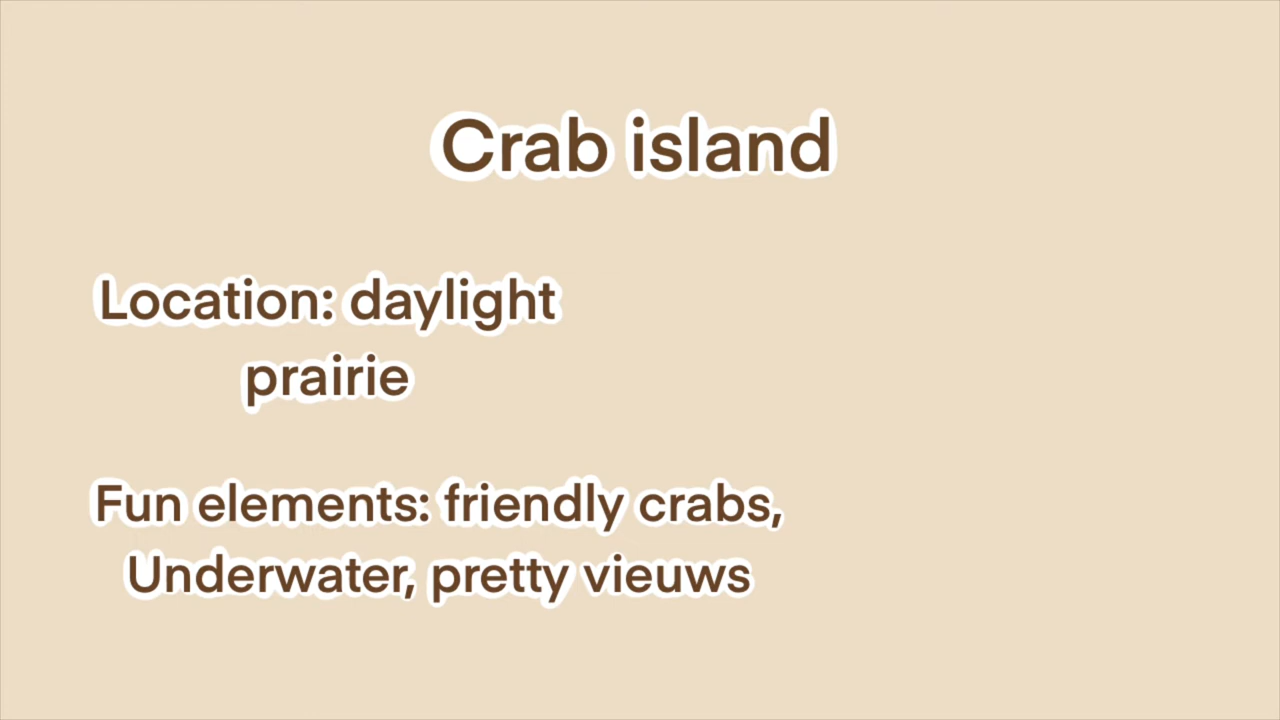 Crab island
Location: daylight
prairie
Fun elements: friendly crabs,
Underwater, pretty vieuws